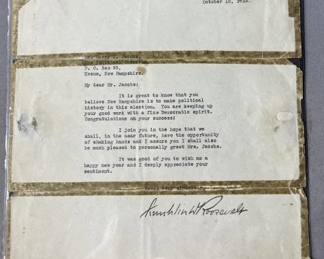 October 15, 1932.
P. O. Box 90,
Keene, New Hampshire.
My dear Mr. Jacobs:
It is great to know that you
believe New Hampshire is to make political
history in this election. You are keeping up
your good work with a fine Democratic spirit.
Congratulations on your success!
I join you in the hope that we
shall, in the near future, have the opportunity
of shaking hands and I assure you I shall also
be much pleased to personally greet Mrs. Jacobs.
It was good of you to wish me a
happy new year and I deeply appreciate your
sentiment.
Franklin D Roosevelt